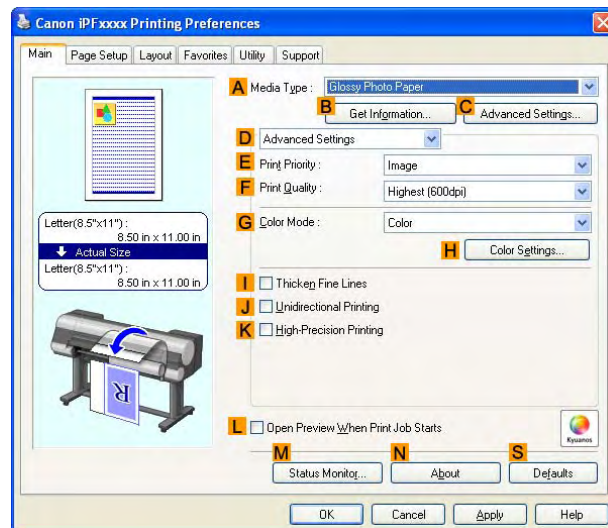 Canon iPFxxxx Printing Preferences
Main Page Setup Layout Favorites Utility Support
A Media Type : Glossy Photo Paper
B Get Information... C Advanced Settings...
D Advanced Settings
E Print Priority : Image
F Print Quality : Highest (600dpi)
G Color Mode : Color
H Color Settings...
Letter(8.5"x11") :
8.50 in x 11.00 in
Actual Size
Letter(8.5"x11") :
8.50 in x 11.00 in
R
I Thicken Fine Lines
J Unidirectional Printing
K High-Precision Printing
L Open Preview When Print Job Starts
Kyuanos
M Status Monitor... N About S Defaults
OK Cancel Apply Help